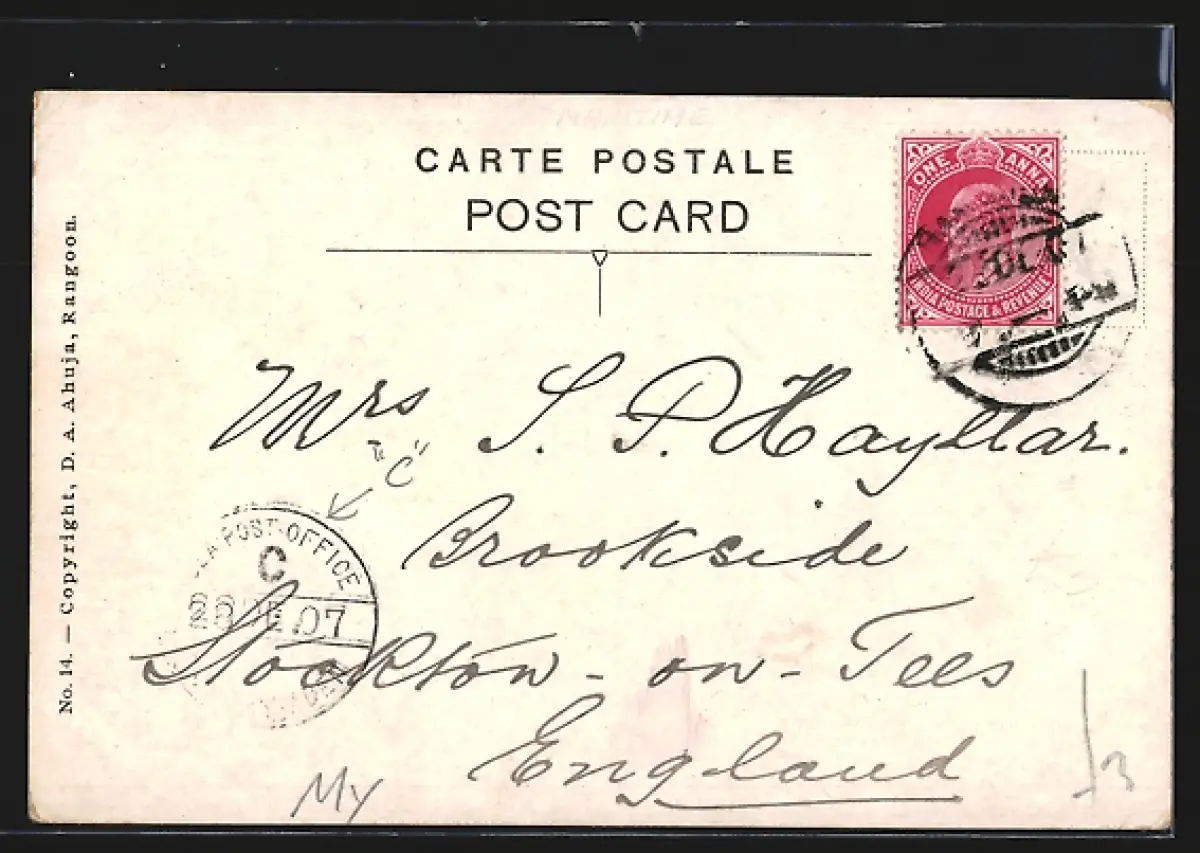 MARITIME
CARTE POSTALE
POST CARD
ONE ANNA
INDIA POSTAGE & REVENUE
Mrs S. P. Hayllar.
"C"
Brookside
Stockton-on-Tees
England
POST-OFFICE
C
07
My
No. 14. — Copyright, D. A. Ahuja, Rangoon.